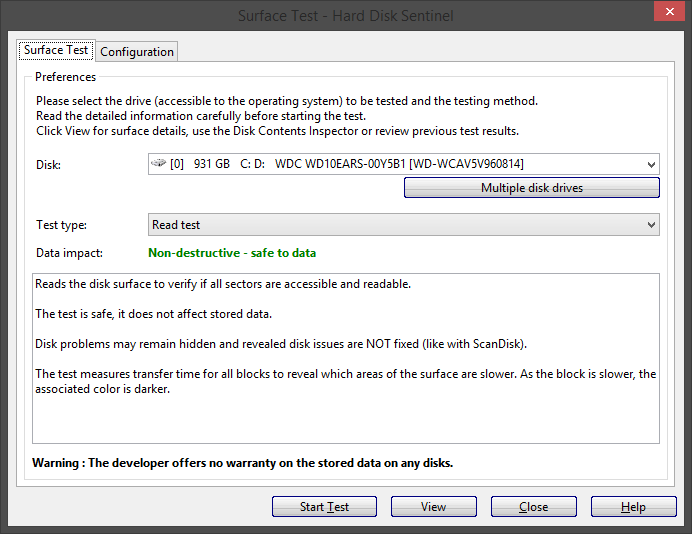 Surface Test - Hard Disk Sentinel
Surface Test
Configuration
Preferences
Please select the drive (accessible to the operating system) to be tested and the testing method.
Read the detailed information carefully before starting the test.
Click View for surface details, use the Disk Contents Inspector or review previous test results.
Disk:
[0] 931 GB C: D: WDC WD10EARS-00Y5B1 [WD-WCAV5V960814]
Multiple disk drives
Test type:
Read test
Data impact:
Non-destructive - safe to data
Reads the disk surface to verify if all sectors are accessible and readable.
The test is safe, it does not affect stored data.
Disk problems may remain hidden and revealed disk issues are NOT fixed (like with ScanDisk).
The test measures transfer time for all blocks to reveal which areas of the surface are slower. As the block is slower, the
associated color is darker.
Warning : The developer offers no warranty on the stored data on any disks.
Start Test
View
Close
Help